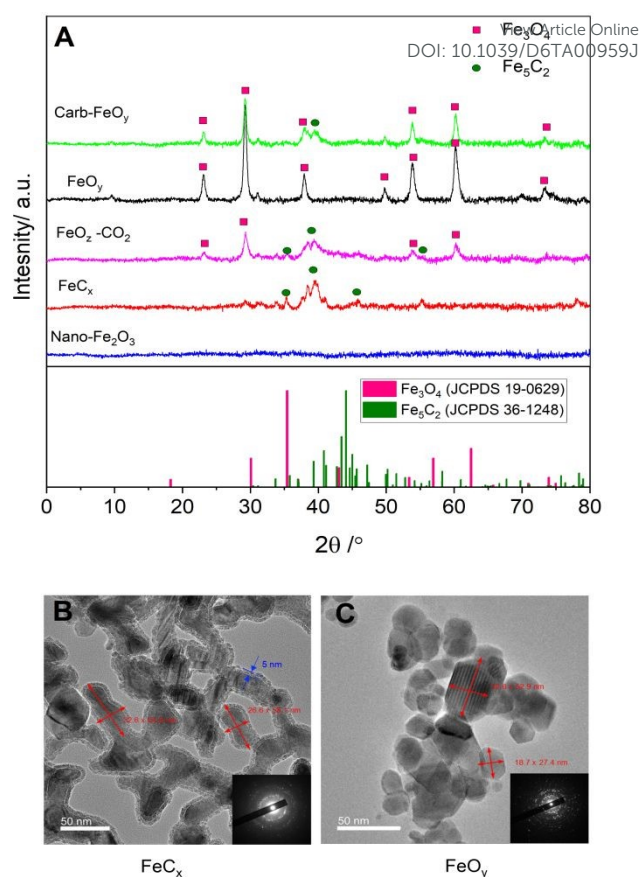 A
Fe₃O₄
View Article Online
DOI: 10.1039/D6TA00959J
Fe₅C₂
Carb-FeOy
FeOy
FeOz -CO₂
FeCx
Nano-Fe₂O₃
Intesnity/ a.u.
Fe₃O₄ (JCPDS 19-0629)
Fe₅C₂ (JCPDS 36-1248)
0 10 20 30 40 50 60 70 80
2θ /°
B
5 nm
50 nm
FeCx
C
18.7 x 27.4 nm
50 nm
FeOy